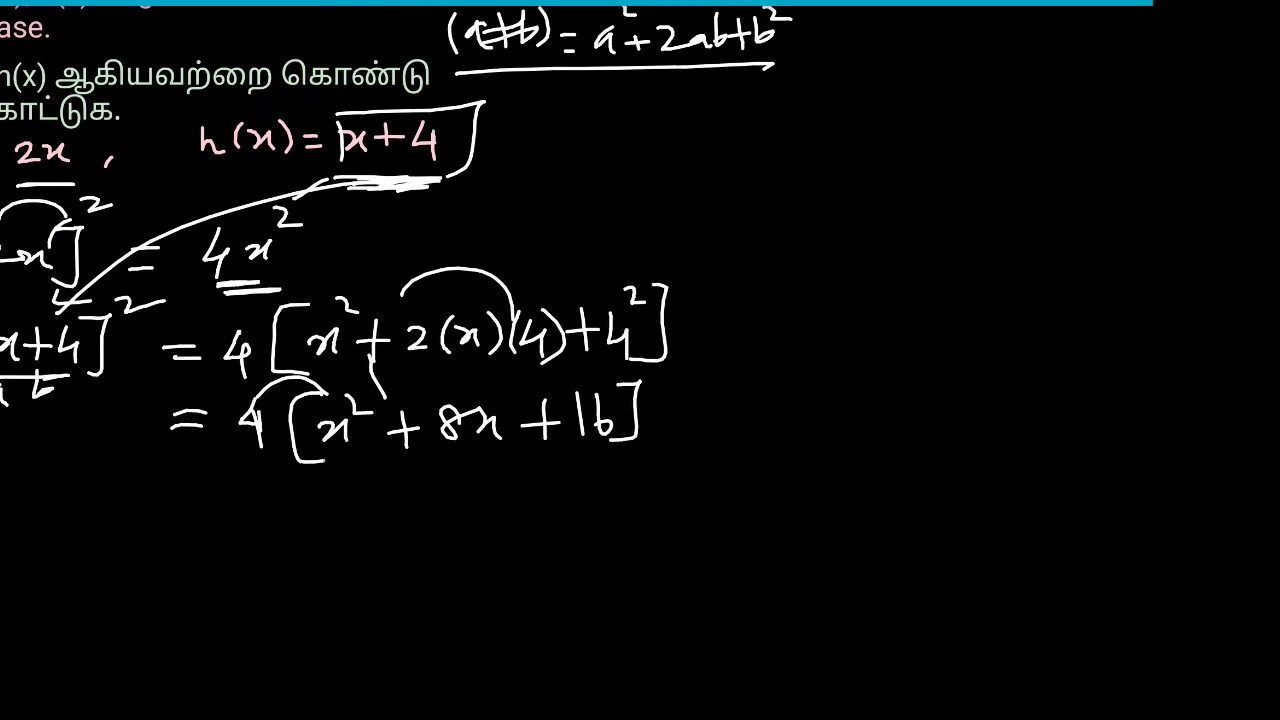 ase.
(a+b) = a² + 2ab + b²
n(x) ஆகியவற்றை கொண்டு
காட்டுக.
2x , h(x) = x+4
x]² = 4x²
x+4]² = 4[x² + 2(x)(4) + 4²]
a b
= 4[x² + 8x + 16]